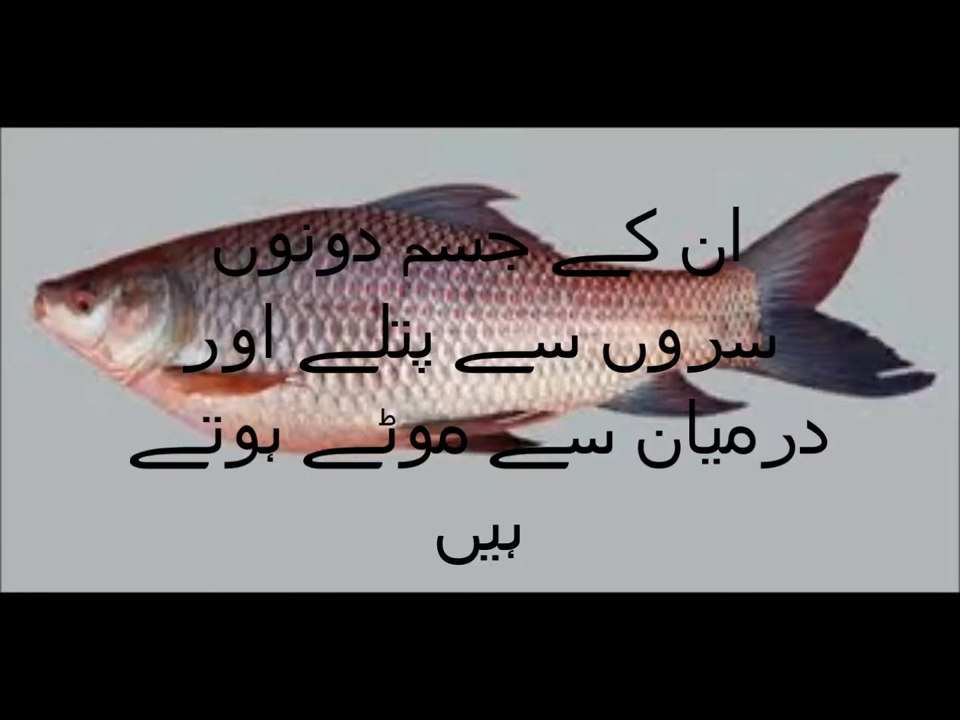 ان کے جسم دونوں
سروں سے پتلے اور
درمیان سے موٹے ہوتے
ہیں